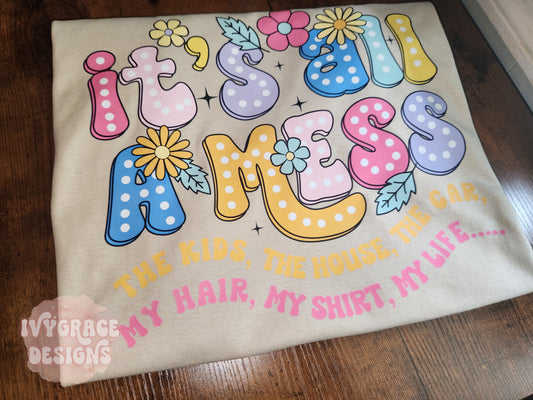 it's all
A MESS
THE KIDS, THE HOUSE, THE CAR,
MY HAIR, MY SHIRT, MY LIFE.....
IVYGRACE
DESIGNS